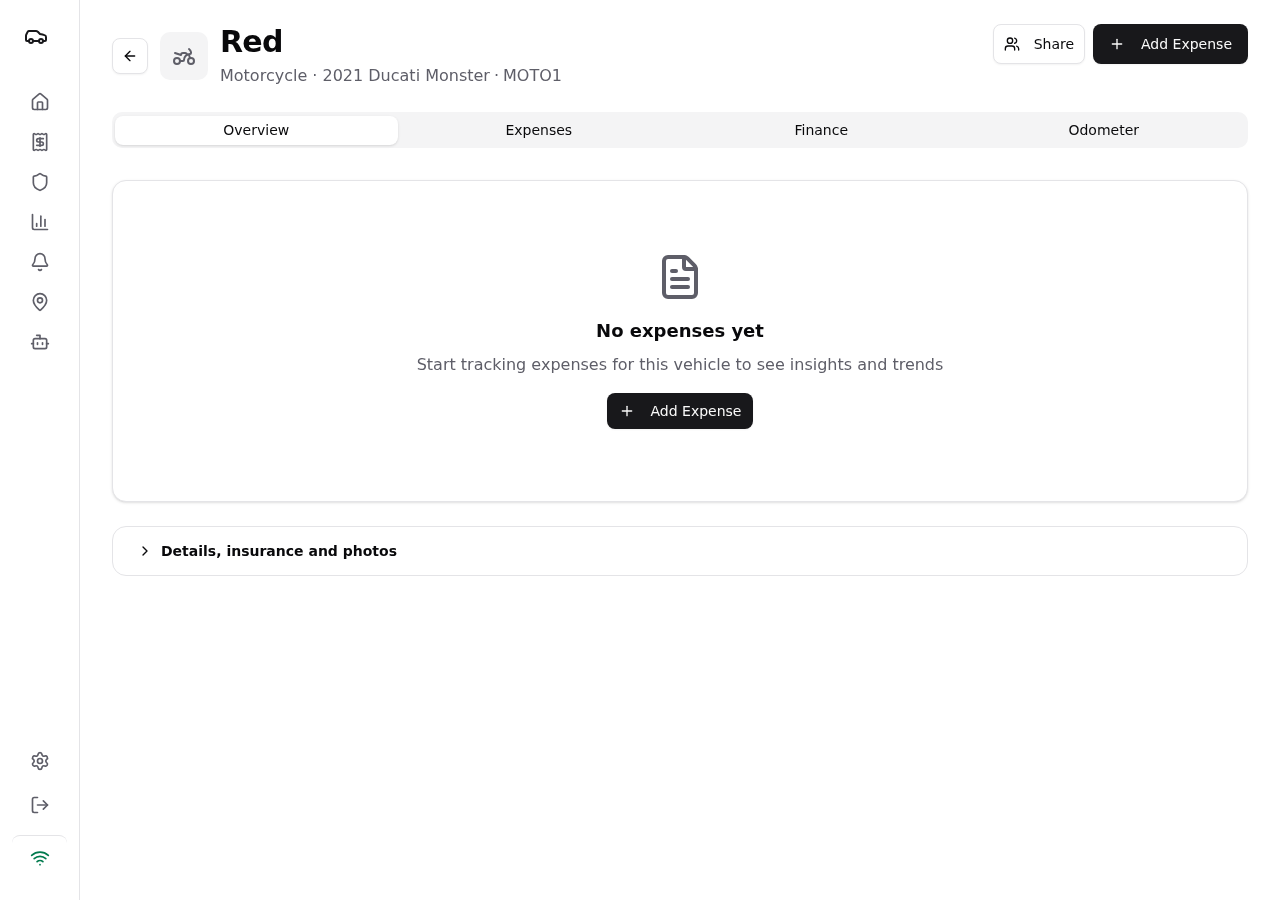 Red
Motorcycle · 2021 Ducati Monster · MOTO1
Share
Add Expense
Overview
Expenses
Finance
Odometer
No expenses yet
Start tracking expenses for this vehicle to see insights and trends
Add Expense
Details, insurance and photos